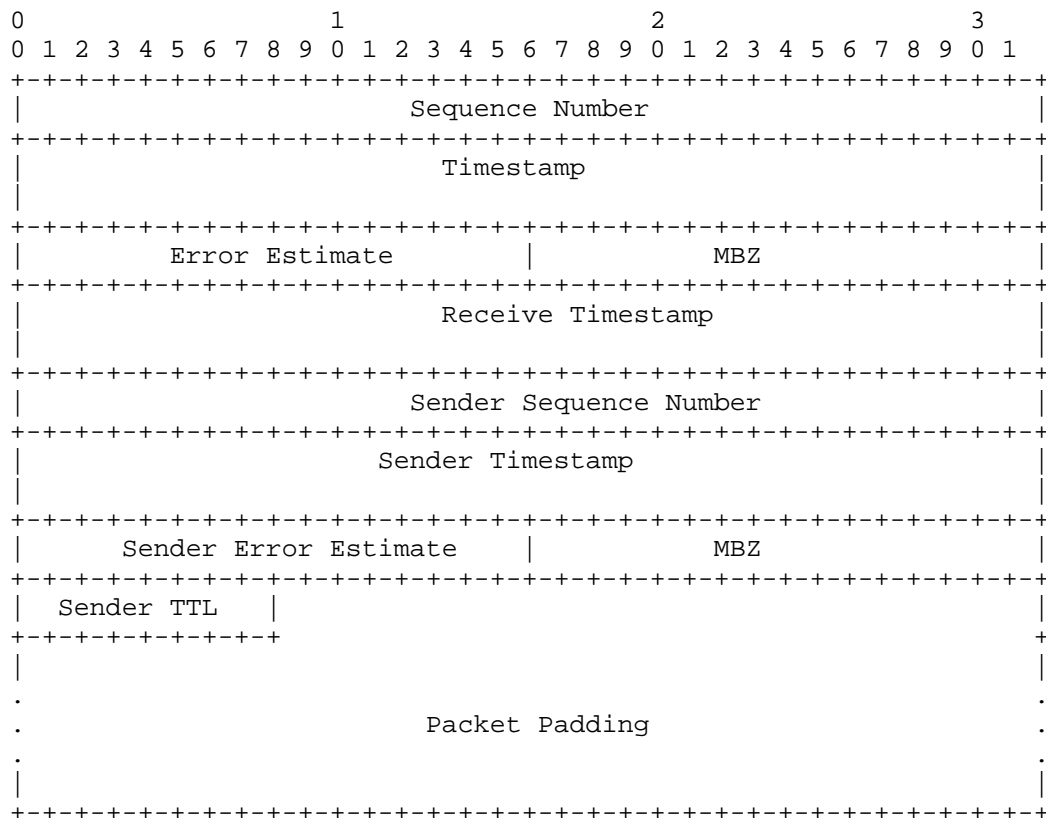 0                   1                   2                   3
0 1 2 3 4 5 6 7 8 9 0 1 2 3 4 5 6 7 8 9 0 1 2 3 4 5 6 7 8 9 0 1
+-+-+-+-+-+-+-+-+-+-+-+-+-+-+-+-+-+-+-+-+-+-+-+-+-+-+-+-+-+-+-+-+
|                        Sequence Number                        |
+-+-+-+-+-+-+-+-+-+-+-+-+-+-+-+-+-+-+-+-+-+-+-+-+-+-+-+-+-+-+-+-+
|                          Timestamp                            |
|                                                               |
+-+-+-+-+-+-+-+-+-+-+-+-+-+-+-+-+-+-+-+-+-+-+-+-+-+-+-+-+-+-+-+-+
|         Error Estimate        |           MBZ                 |
+-+-+-+-+-+-+-+-+-+-+-+-+-+-+-+-+-+-+-+-+-+-+-+-+-+-+-+-+-+-+-+-+
|                          Receive Timestamp                    |
|                                                               |
+-+-+-+-+-+-+-+-+-+-+-+-+-+-+-+-+-+-+-+-+-+-+-+-+-+-+-+-+-+-+-+-+
|                        Sender Sequence Number                 |
+-+-+-+-+-+-+-+-+-+-+-+-+-+-+-+-+-+-+-+-+-+-+-+-+-+-+-+-+-+-+-+-+
|                      Sender Timestamp                         |
|                                                               |
+-+-+-+-+-+-+-+-+-+-+-+-+-+-+-+-+-+-+-+-+-+-+-+-+-+-+-+-+-+-+-+-+
|      Sender Error Estimate    |           MBZ                 |
+-+-+-+-+-+-+-+-+-+-+-+-+-+-+-+-+-+-+-+-+-+-+-+-+-+-+-+-+-+-+-+-+
|  Sender TTL   |                                               |
+-+-+-+-+-+-+-+-+                                               +
|                                                               |
.                                                               .
.                         Packet Padding                        .
.                                                               .
|                                                               |
+-+-+-+-+-+-+-+-+-+-+-+-+-+-+-+-+-+-+-+-+-+-+-+-+-+-+-+-+-+-+-+-+